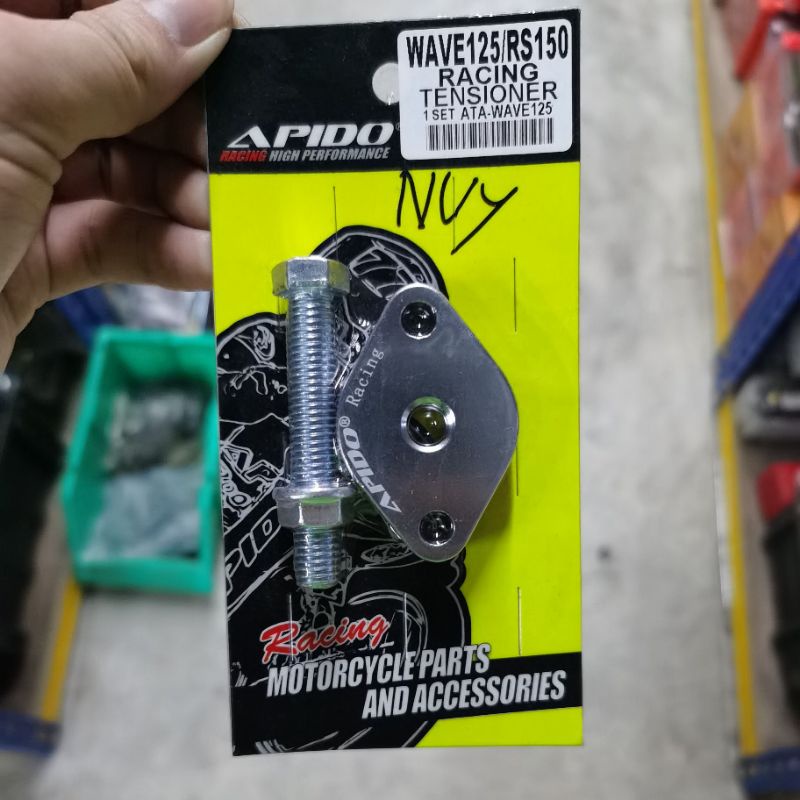 WAVE125/RS150
RACING
TENSIONER
1 SET ATA-WAVE125
APIDO®
RACING HIGH PERFORMANCE
NVy
APIDO® Racing
APIDO
Racing
MOTORCYCLE PARTS
AND ACCESSORIES